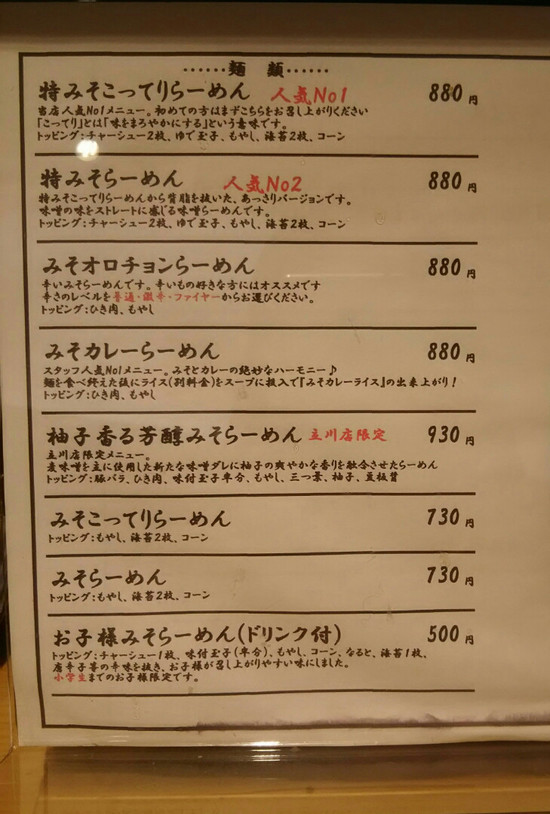 ……麺 類……
特みそこってりらーめん 人気No1 880円
当店人気No1メニュー。初めての方はまずこちらをお召し上がりください
「こってり」とは「味をまろやかにする」という意味です。
トッピング:チャーシュー2枚、ゆで玉子、もやし、海苔2枚、コーン
特みそらーめん 人気No2 880円
特みそこってりらーめんから背脂を抜いた、あっさりバージョンです。
味噌の味をストレートに感じる味噌らーめんです。
トッピング:チャーシュー2枚、ゆで玉子、もやし、海苔2枚、コーン
みそオロチョンらーめん 880円
辛いみそらーめんです。辛いもの好きな方にはオススメです
辛さのレベルを普通・激辛・ファイヤーからお選びください。
トッピング:ひき肉、もやし
みそカレーらーめん 880円
スタッフ人気No1メニュー。みそとカレーの絶妙なハーモニー♪
麺を食べ終えた後にライス(別料金)をスープに投入で『みそカレーライス』の出来上がり!
トッピング:ひき肉、もやし
柚子香る芳醇みそらーめん 立川店限定 930円
立川店限定メニュー。
麦味噌を主に使用した新たな味噌ダレに柚子の爽やかな香りを融合させたらーめん
トッピング:豚バラ、ひき肉、味付玉子半分、もやし、三つ葉、柚子、豆板醤
みそこってりらーめん 730円
トッピング:もやし、海苔2枚、コーン
みそらーめん 730円
トッピング:もやし、海苔2枚、コーン
お子様みそらーめん(ドリンク付) 500円
トッピング:チャーシュー1枚、味付玉子(半分)、もやし、コーン、なると、海苔1枚、
唐辛子等の辛味を抜き、お子様が召し上がりやすい味にしました。
小学生までのお子様限定です。